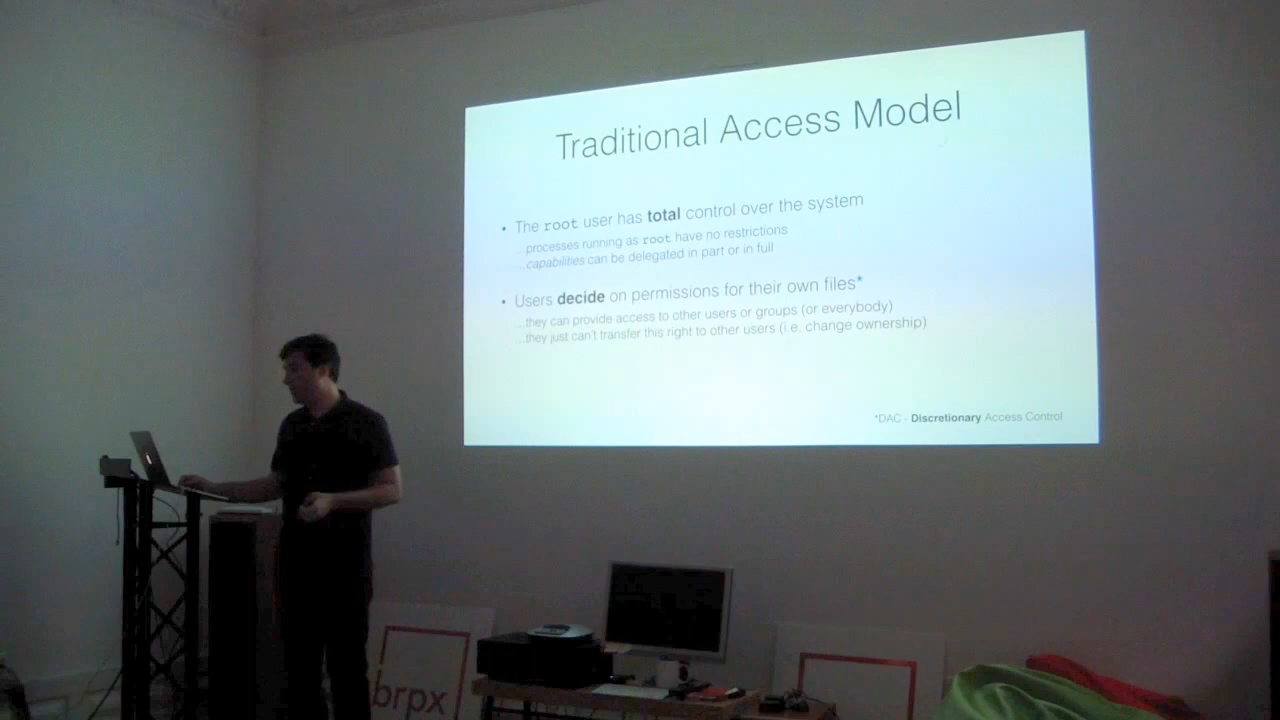 Traditional Access Model
• The root user has total control over the system
...processes running as root have no restrictions
...capabilities can be delegated in part or in full
• Users decide on permissions for their own files*
...they can provide access to other users or groups (or everybody)
...they just can't transfer this right to other users (i.e. change ownership)
*DAC - Discretionary Access Control
brpx